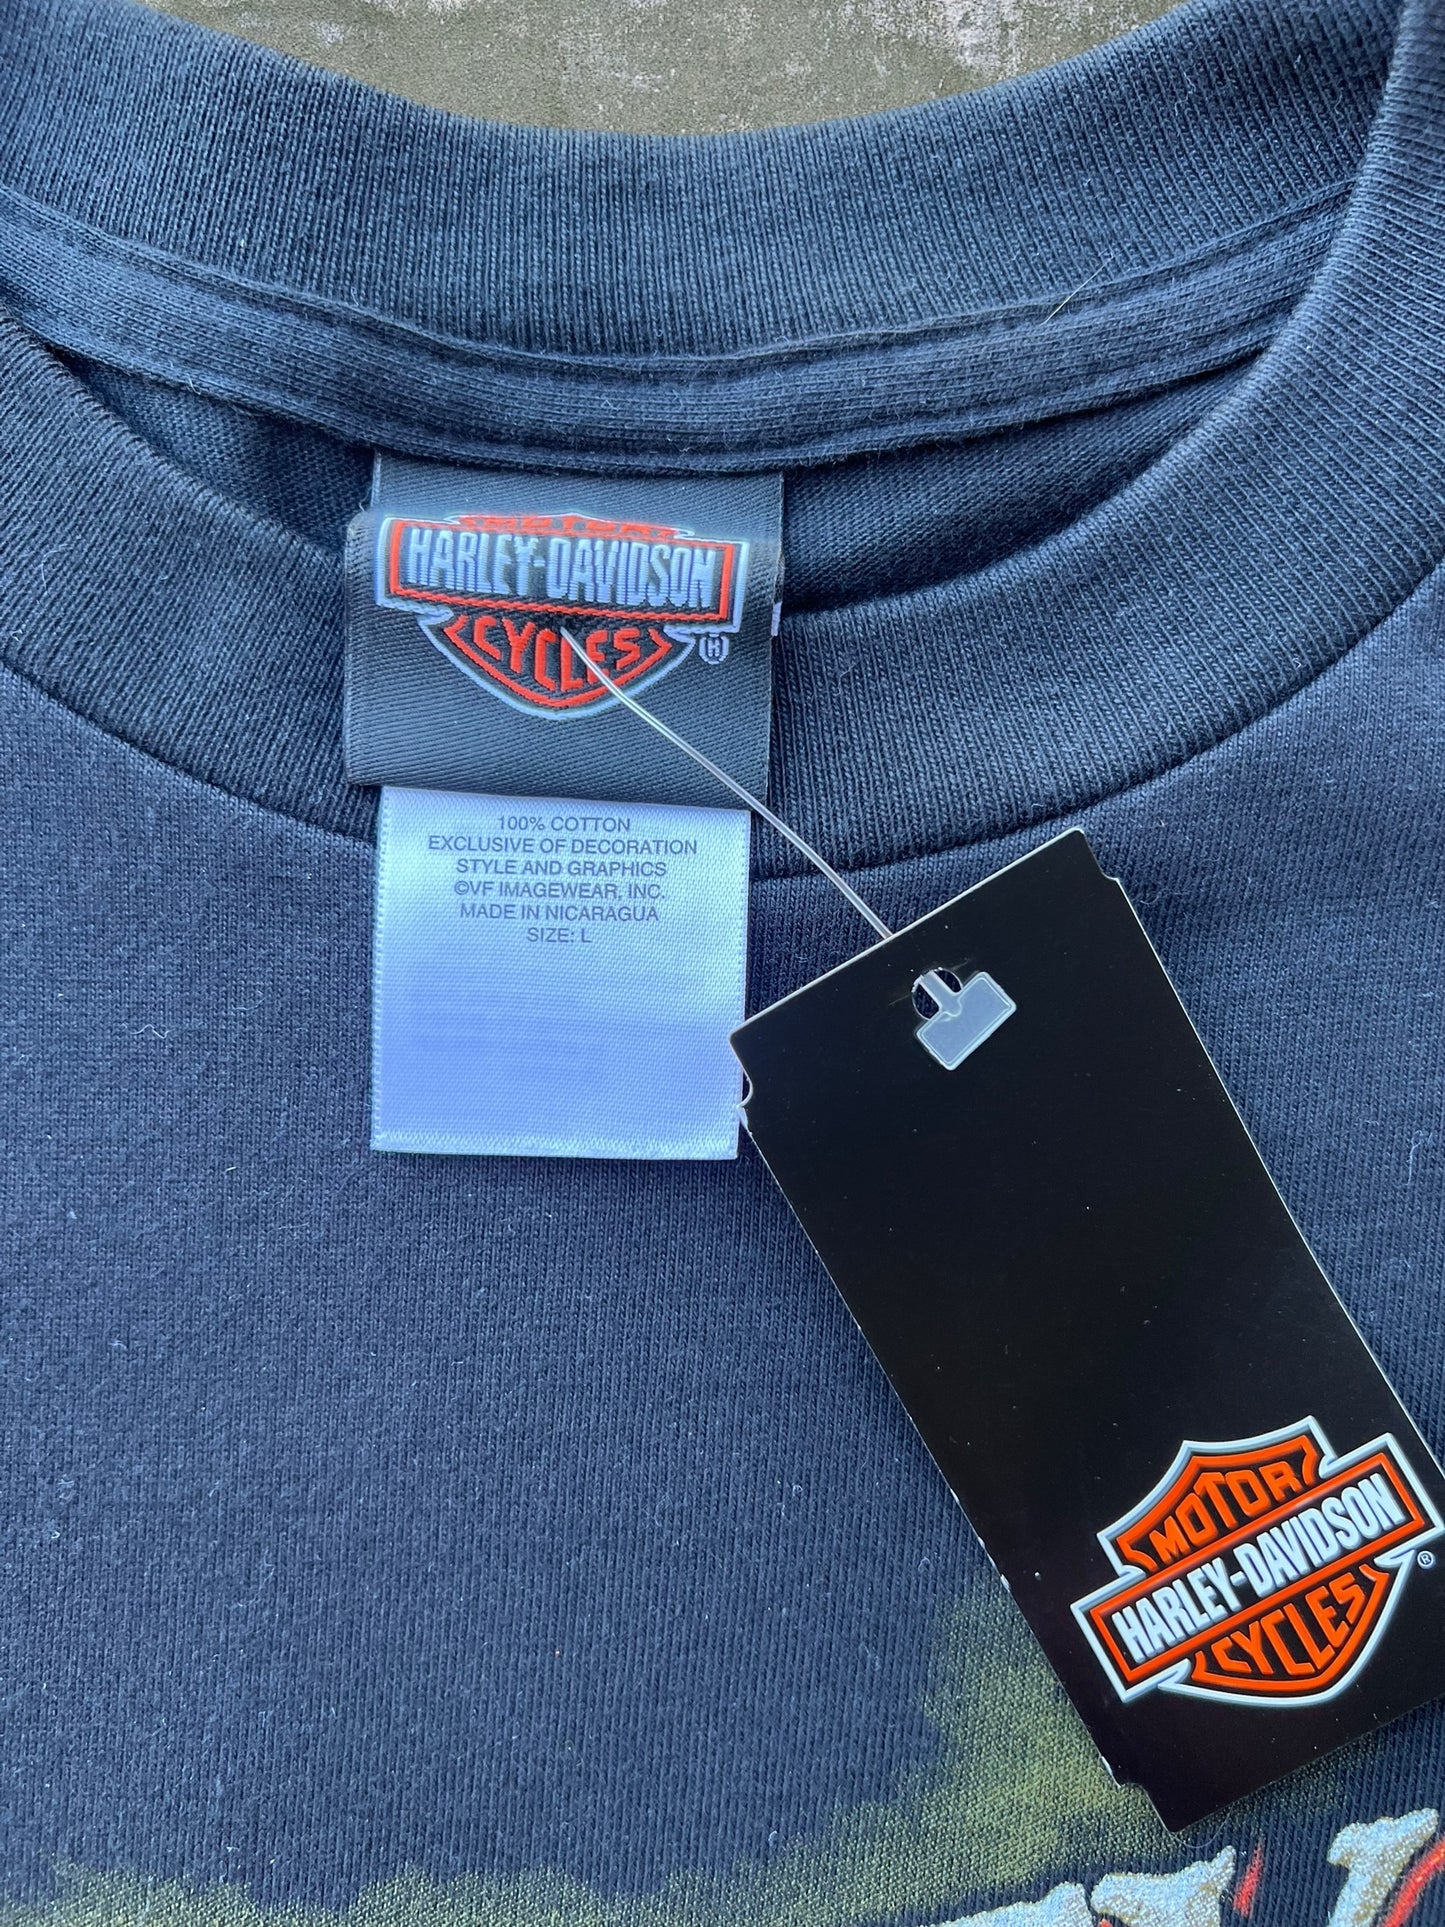 MOTOR
HARLEY-DAVIDSON
CYCLES
®
100% COTTON
EXCLUSIVE OF DECORATION
STYLE AND GRAPHICS
©VF IMAGEWEAR, INC.
MADE IN NICARAGUA
SIZE: L
MOTOR
HARLEY-DAVIDSON
CYCLES
®